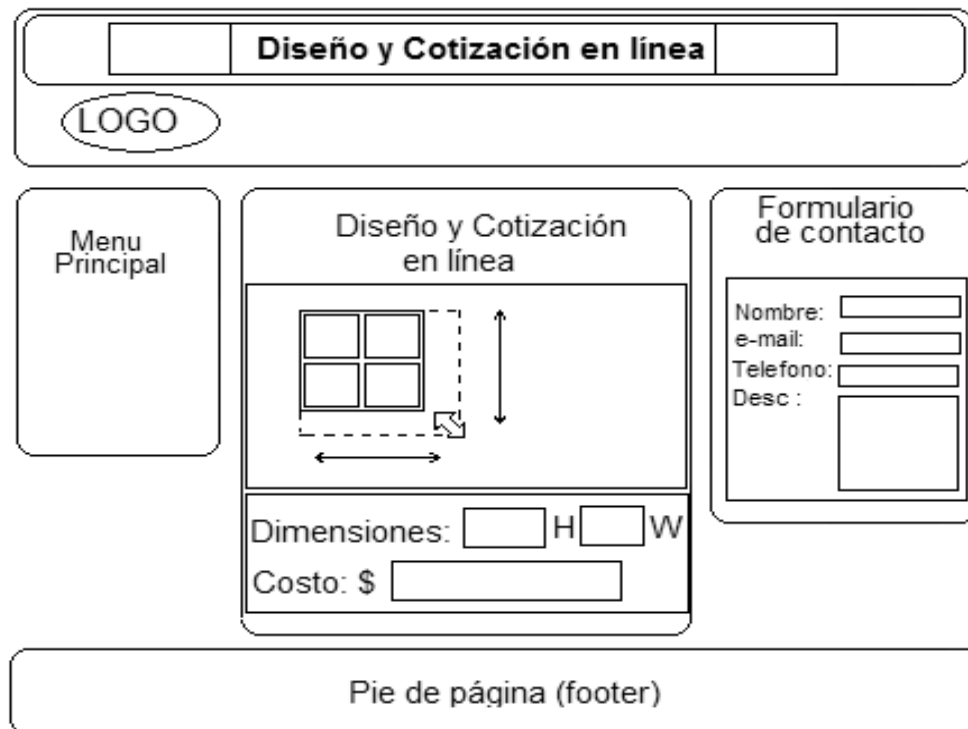 Diseño y Cotización en línea
LOGO
Menu
Principal
Diseño y Cotización
en línea
Dimensiones: H W
Costo: $
Formulario
de contacto
Nombre:
e-mail:
Telefono:
Desc :
Pie de página (footer)